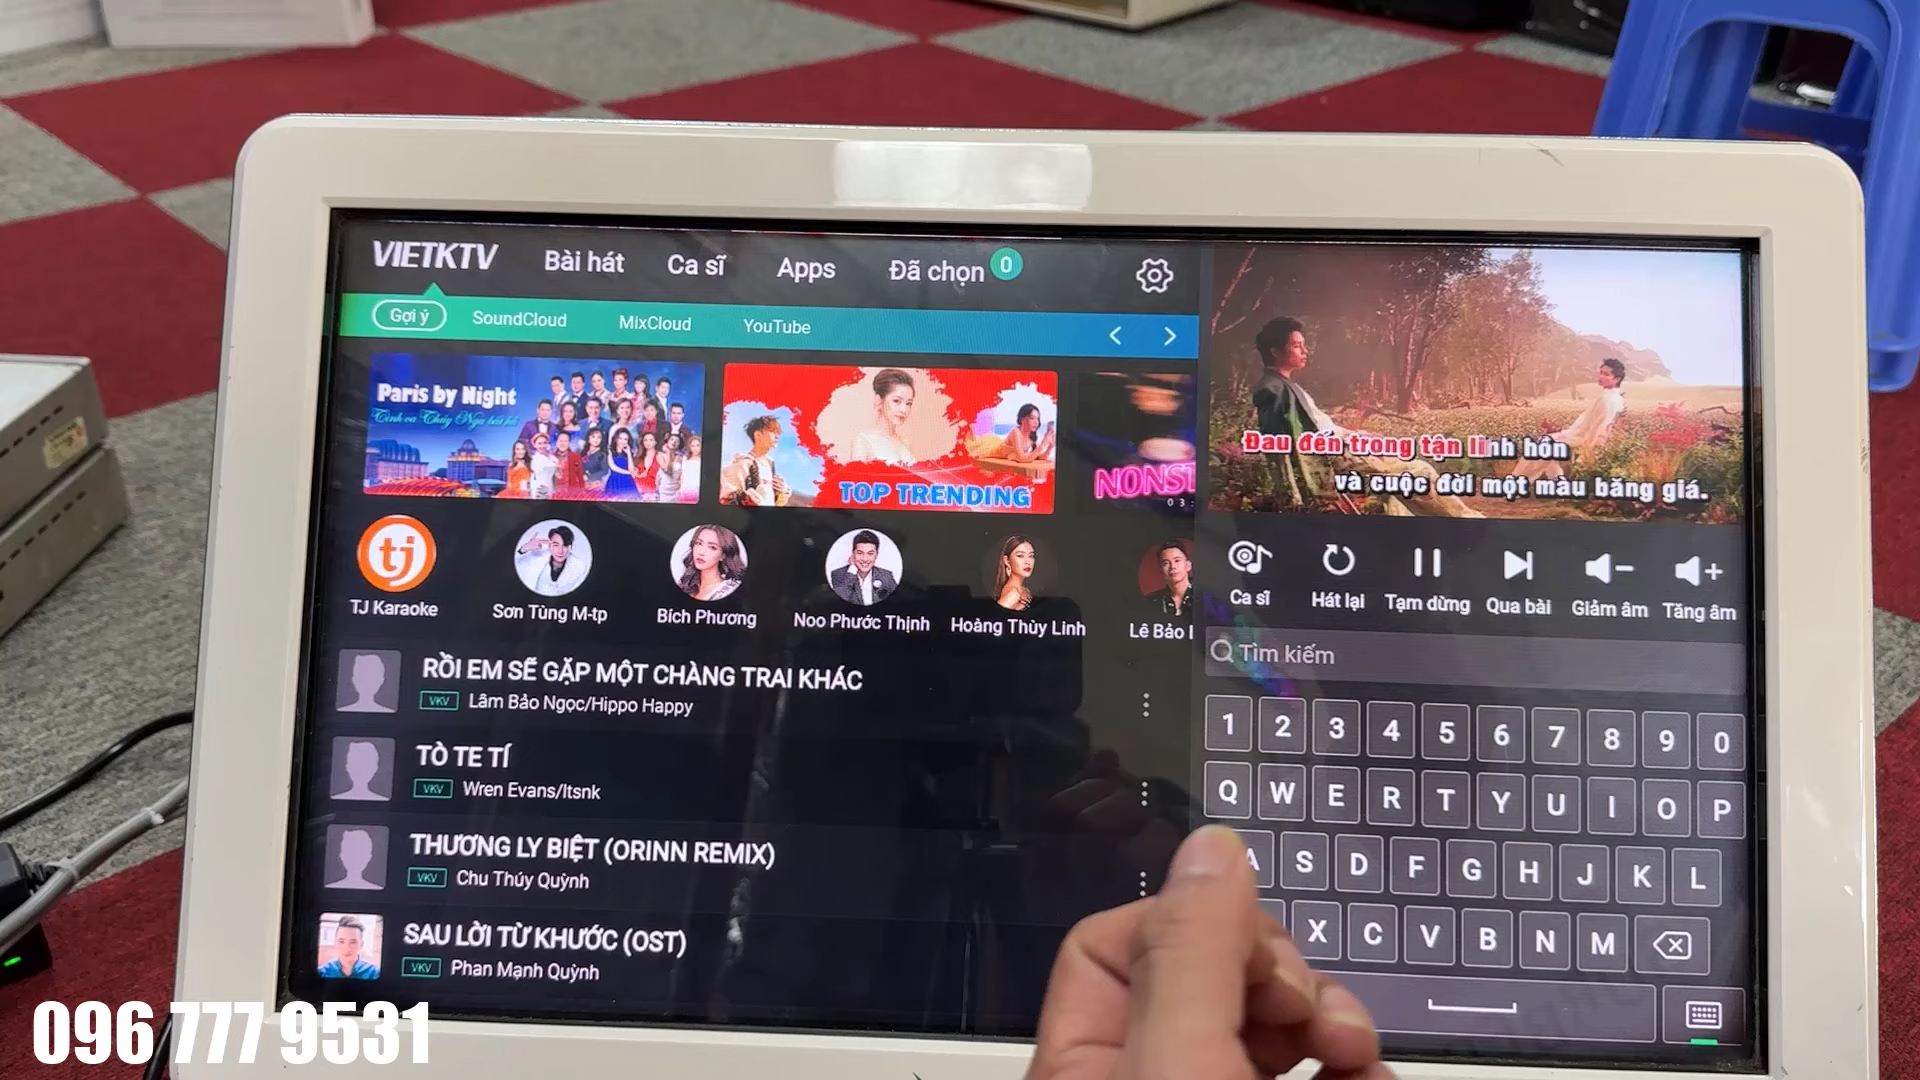 VIETKTV
Bài hát
Ca sĩ
Apps
Đã chọn 0
Gợi ý
SoundCloud
MixCloud
YouTube
Paris by Night
TOP TRENDING
NONST
Đau đến trong tận linh hồn
và cuộc đời một màu băng giá.
tj
TJ Karaoke
Sơn Tùng M-tp
Bích Phương
Noo Phước Thịnh
Hoàng Thùy Linh
Lê Bảo
Ca sĩ
Hát lại
Tạm dừng
Qua bài
Giảm âm
Tăng âm
Tìm kiếm
RỒI EM SẼ GẶP MỘT CHÀNG TRAI KHÁC
VKV Lâm Bảo Ngọc/Hippo Happy
TÒ TE TÍ
VKV Wren Evans/Itsnk
THƯƠNG LY BIỆT (ORINN REMIX)
VKV Chu Thúy Quỳnh
SAU LỜI TỪ KHƯỚC (OST)
VKV Phan Mạnh Quỳnh
1 2 3 4 5 6 7 8 9 0
Q W E R T Y U I O P
A S D F G H J K L
X C V B N M
096 777 9531